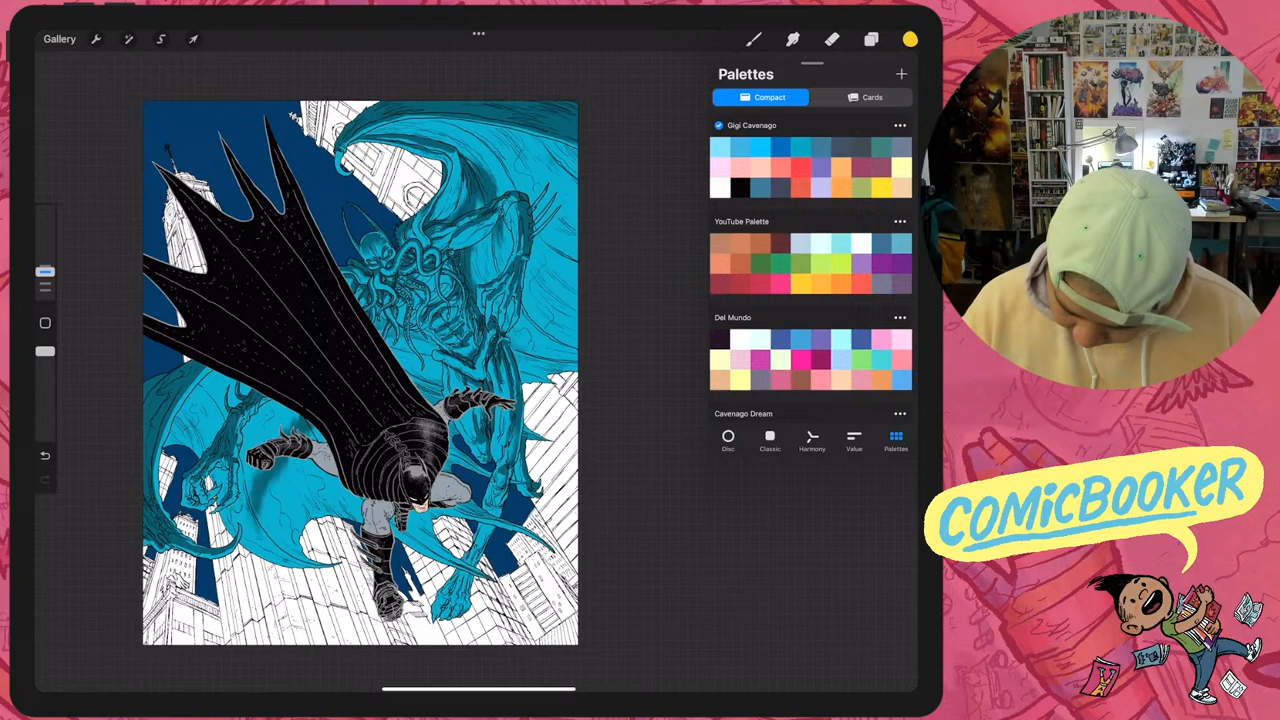 Gallery
Palettes
Compact
Cards
Gigi Cavenago
YouTube Palette
Del Mundo
Cavenago Dream
Disc
Classic
Harmony
Value
Palettes
COMICBOOKER